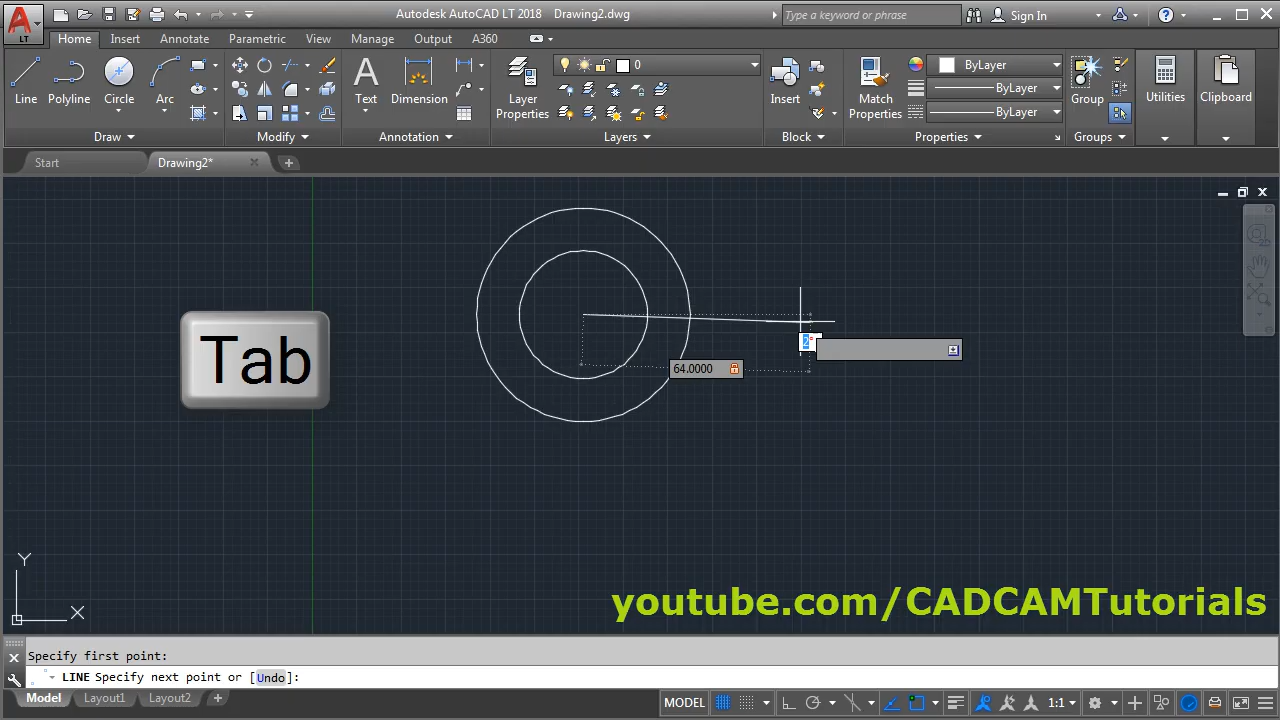 LT
Autodesk AutoCAD LT 2018 Drawing2.dwg
Type a keyword or phrase
Sign In
Home Insert Annotate Parametric View Manage Output A360
Line Polyline Circle Arc
Text Dimension
Layer Properties
0
Insert
Match Properties
ByLayer
ByLayer
ByLayer
Group
Utilities
Clipboard
Draw Modify Annotation Layers Block Properties Groups
Start Drawing2*
Tab
2°
64.0000
Y
X
youtube.com/CADCAMTutorials
Specify first point:
LINE Specify next point or [Undo]:
Model Layout1 Layout2
MODEL
1:1